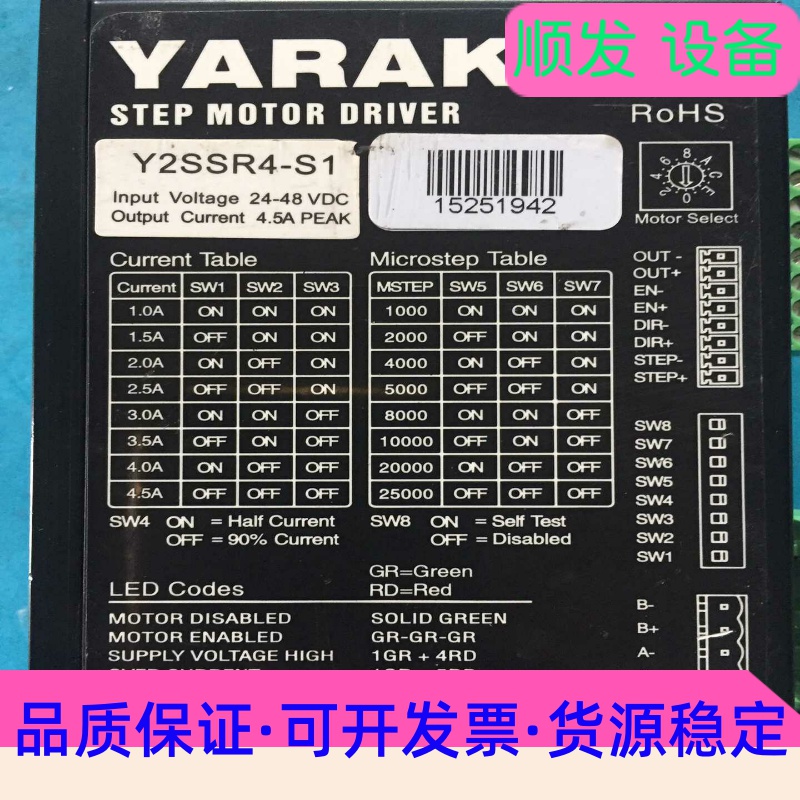 YARAK
顺发 设备
STEP MOTOR DRIVER
RoHS
Y2SSR4-S1
Input Voltage 24-48 VDC
Output Current 4.5A PEAK
15251942
0 2 4 6 8 A C E
Motor Select
Current Table
Current SW1 SW2 SW3
1.0A ON ON ON
1.5A OFF ON ON
2.0A ON OFF ON
2.5A OFF OFF ON
3.0A ON ON OFF
3.5A OFF ON OFF
4.0A ON OFF OFF
4.5A OFF OFF OFF
SW4 ON = Half Current
OFF = 90% Current
Microstep Table
MSTEP SW5 SW6 SW7
1000 ON ON ON
2000 OFF ON ON
4000 ON OFF ON
5000 OFF OFF ON
8000 ON ON OFF
10000 OFF ON OFF
20000 ON OFF OFF
25000 OFF OFF OFF
SW8 ON = Self Test
OFF = Disabled
OUT -
OUT+
EN-
EN+
DIR-
DIR+
STEP-
STEP+
SW8
SW7
SW6
SW5
SW4
SW3
SW2
SW1
B-
B+
A-
GR=Green
LED Codes RD=Red
MOTOR DISABLED SOLID GREEN
MOTOR ENABLED GR-GR-GR
SUPPLY VOLTAGE HIGH 1GR + 4RD
品质保证·可开发票·货源稳定